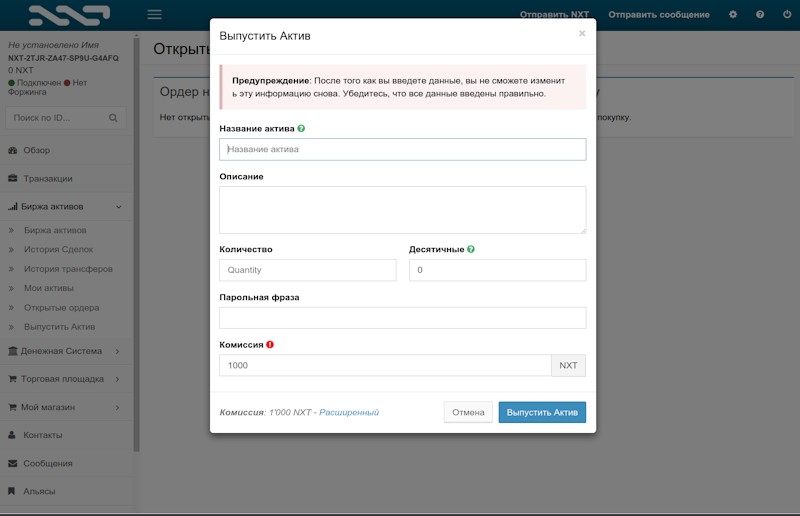 Отправить NXT
Отправить сообщение
Не установлено Имя
NXT-2TJR-ZA47-SP9U-G4AFQ
0 NXT
Подключен Нет
Форжинга
Поиск по ID...
Обзор
Транзакции
Биржа активов
Биржа активов
История Сделок
История трансферов
Мои активы
Открытые ордера
Выпустить Актив
Денежная Система
Торговая площадка
Мой магазин
Контакты
Сообщения
Альясы
Открыты
Ордер н
Нет открыть
покупку.
Выпустить Актив
×
Предупреждение: После того как вы введете данные, вы не сможете изменит
ь эту информацию снова. Убедитесь, что все данные введены правильно.
Название актива
Название актива
Описание
Количество
Десятичные
Quantity
0
Парольная фраза
Комиссия
1000
NXT
Комиссия: 1'000 NXT - Расширенный
Отмена
Выпустить Актив